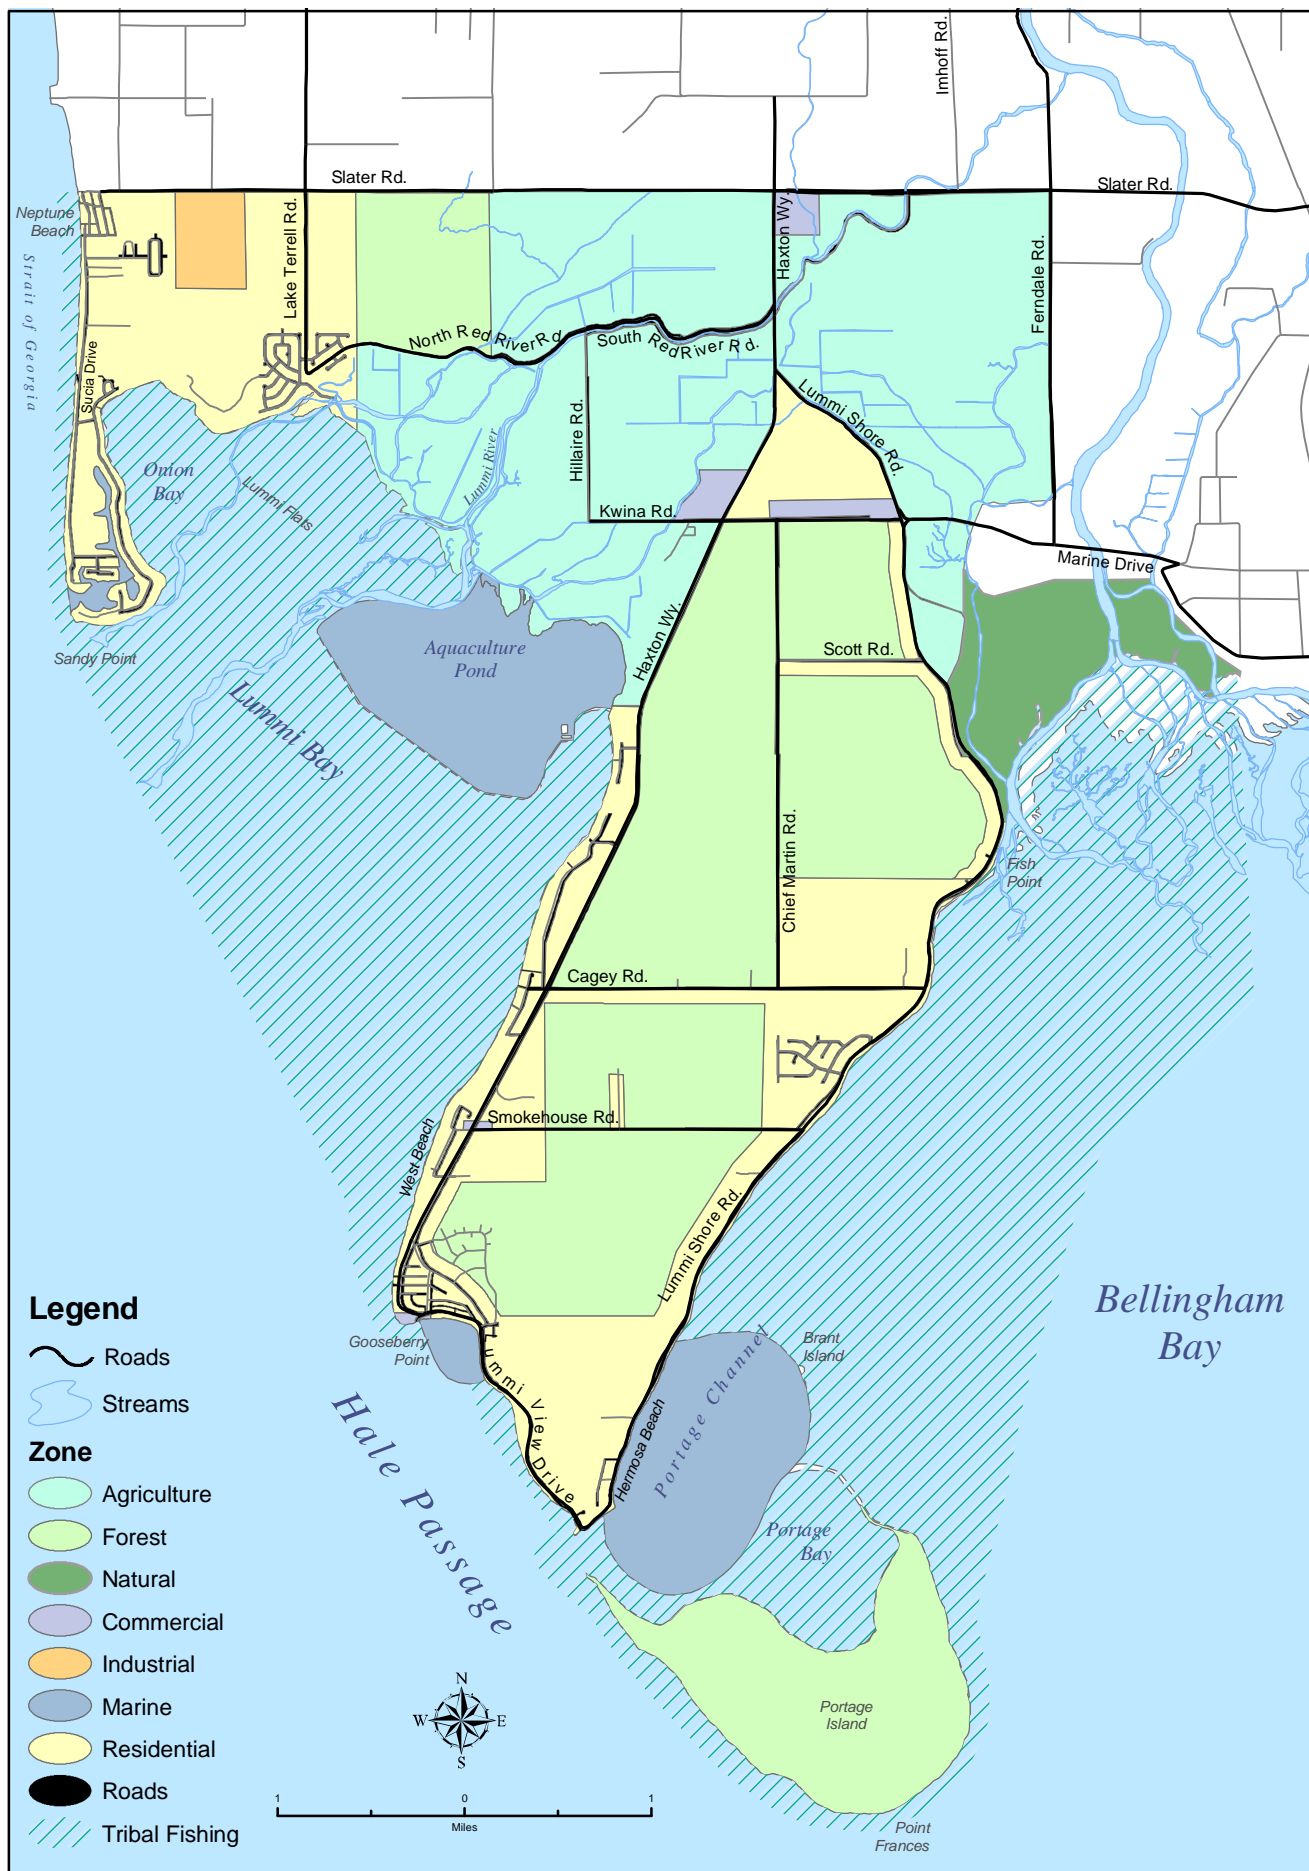 Imhoff Rd.
Slater Rd.
Slater Rd.
Neptune
Beach
Strait of Georgia
Lake Terrell Rd.
Haxton Wy.
Ferndale Rd.
North Red River Rd.
South Red River Rd.
Sucia Drive
Lummi Shore Rd.
Hillaire Rd.
Lummi River
Onion
Bay
Lummi Flats
Kwina Rd.
Marine Drive
Sandy Point
Aquaculture
Pond
Haxton Wy.
Scott Rd.
Lummi Bay
Chief Martin Rd.
Fish
Point
Cagey Rd.
Smokehouse Rd.
West Beach
Lummi Shore Rd.
Gooseberry
Point
Lummi View Drive
Hermosa Beach
Portage Channel
Brant
Island
Bellingham
Bay
Hale Passage
Portage
Bay
Portage
Island
Point
Frances
Legend
Roads
Streams
Zone
Agriculture
Forest
Natural
Commercial
Industrial
Marine
Residential
Roads
Tribal Fishing
N
W E
S
1 0 1
Miles